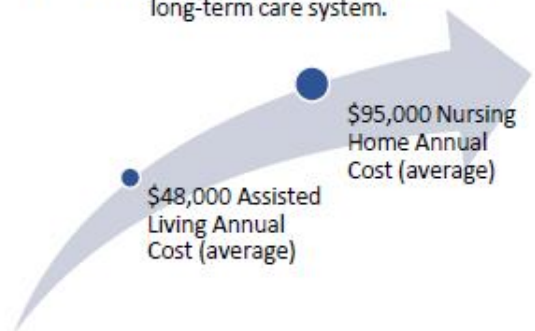 long-term care system.
$95,000 Nursing
Home Annual
Cost (average)
$48,000 Assisted
Living Annual
Cost (average)